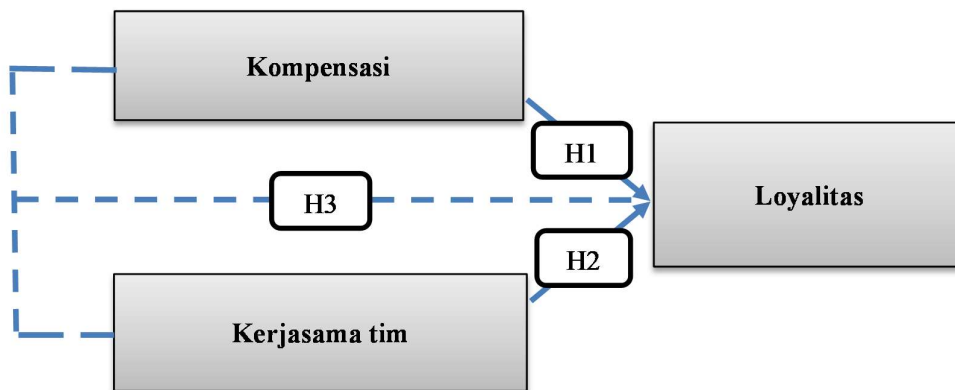 Kompensasi
H1
Loyalitas
H3
H2
Kerjasama tim